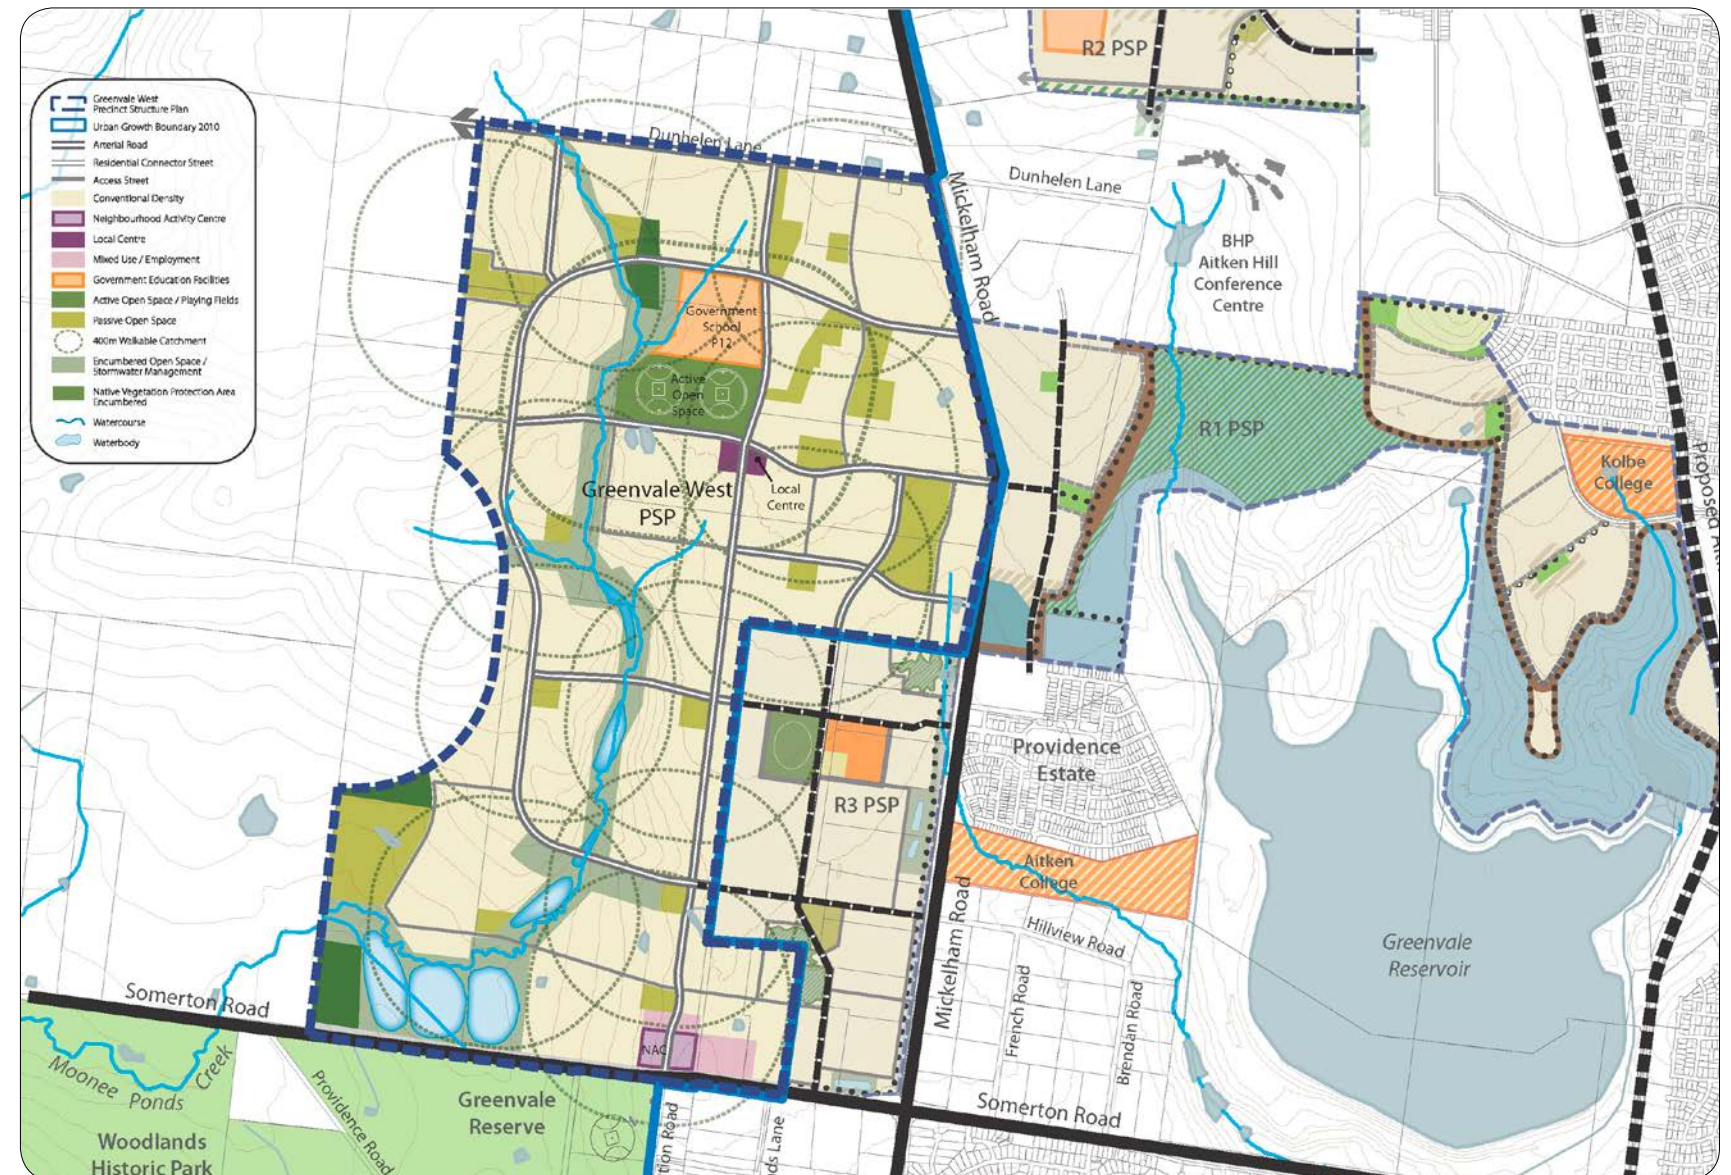 Greenvale West
Precinct Structure Plan
Urban Growth Boundary 2010
Arterial Road
Residential Connector Street
Access Street
Conventional Density
Neighbourhood Activity Centre
Local Centre
Mixed Use / Employment
Government Education Facilities
Active Open Space / Playing Fields
Passive Open Space
400m Walkable Catchment
Encumbered Open Space /
Stormwater Management
Native Vegetation Protection Area
Encumbered
Watercourse
Waterbody
R2 PSP
Dunhelen Lane
Dunhelen Lane
Mickelham Road
BHP
Aitken Hill
Conference
Centre
Government
School
P12
Active
Open
Space
R1 PSP
Kolbe
College
Proposed
Greenvale West
PSP
Local
Centre
Providence
Estate
R3 PSP
Aitken
College
Mickelham Road
Hillview Road
French Road
Brendan Road
Greenvale
Reservoir
Somerton Road
NAC
Moonee
Ponds
Creek
Providence Road
Greenvale
Reserve
Somerton Road
Woodlands
Historic Park
Road
Lane